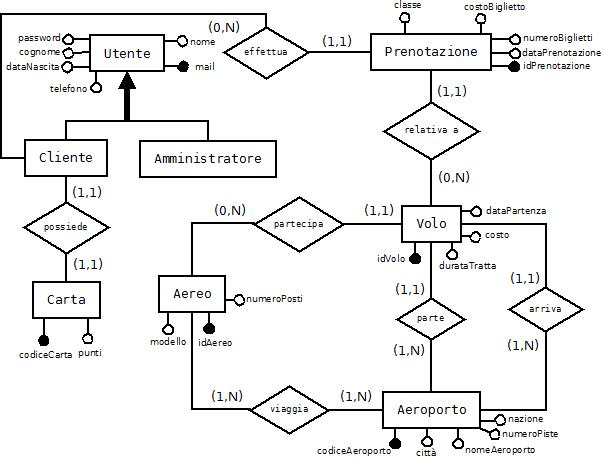 classe
costoBiglietto
(0,N)
password
nome
Utente
cognome
effettua
(1,1)
Prenotazione
numeroBiglietti
dataPrenotazione
dataNascita
mail
idPrenotazione
telefono
(1,1)
relativa a
Cliente
Amministratore
(0,N)
(1,1)
possiede
(0,N)
partecipa
(1,1)
Volo
dataPartenza
costo
(1,1)
idVolo
durataTratta
Carta
Aereo
numeroPosti
(1,1)
(1,1)
parte
arriva
modello
idAereo
codiceCarta
punti
(1,N)
(1,N)
(1,N)
viaggia
(1,N)
Aeroporto
nazione
numeroPiste
codiceAeroporto
città
nomeAeroporto